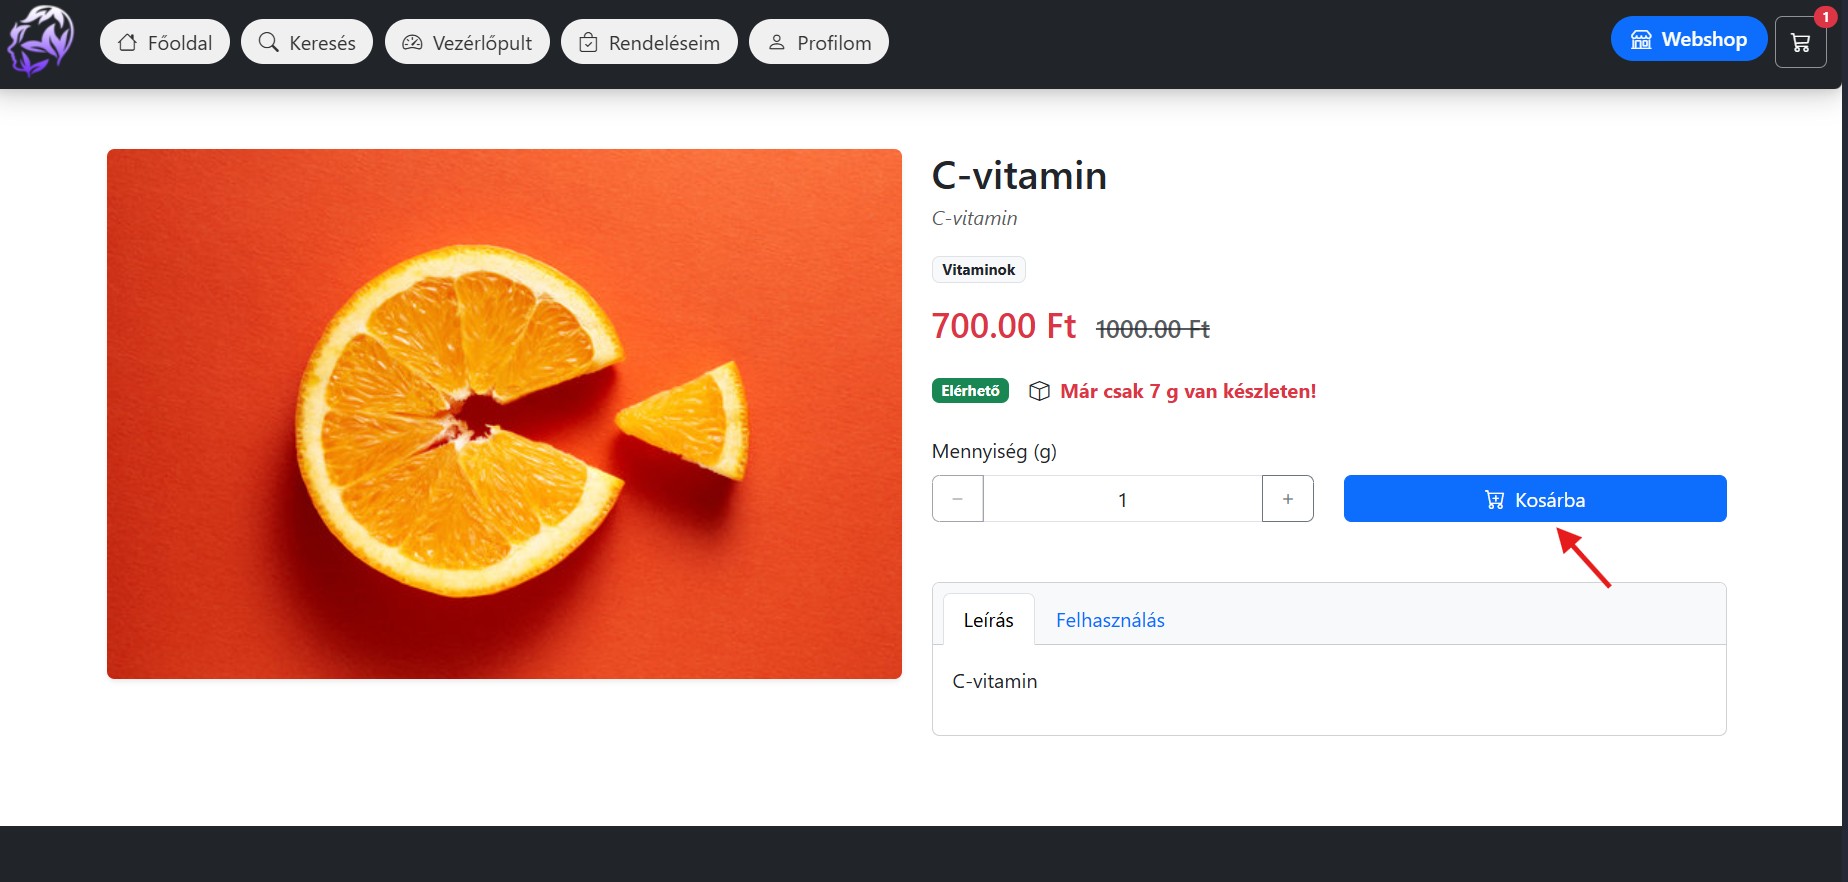 Főoldal
Keresés
Vezérlőpult
Rendeléseim
Profilom
Webshop
1
C-vitamin
C-vitamin
Vitaminok
700.00 Ft 1000.00 Ft
Elérhető Már csak 7 g van készleten!
Mennyiség (g)
− 1 + Kosárba
Leírás Felhasználás
C-vitamin